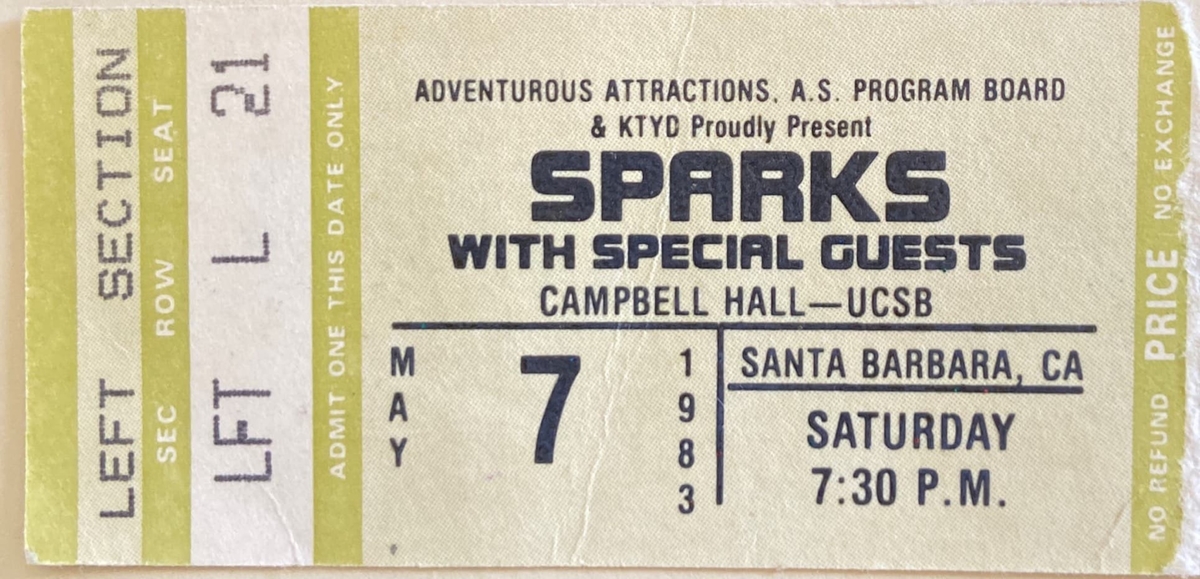 LEFT SECTION
SEC ROW SEAT
LFT L 21
ADMIT ONE THIS DATE ONLY
ADVENTUROUS ATTRACTIONS, A.S. PROGRAM BOARD
& KTYD Proudly Present
SPARKS
WITH SPECIAL GUESTS
CAMPBELL HALL—UCSB
MAY 7 1983
SANTA BARBARA, CA
SATURDAY
7:30 P.M.
NO REFUND PRICE NO EXCHANGE